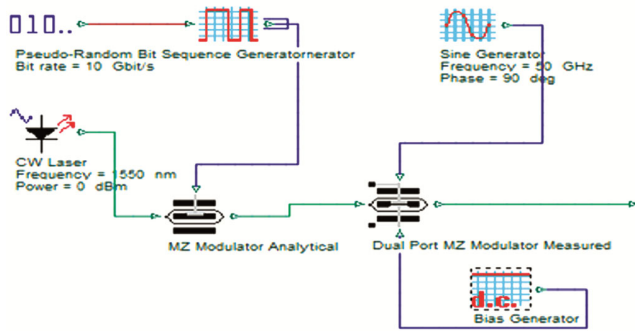 010..
Pseudo-Random Bit Sequence Generatornerator
Bit rate = 10 Gbit/s
Sine Generator
Frequency = 50 GHz
Phase = 90 deg
CW Laser
Frequency = 1550 nm
Power = 0 dBm
MZ Modulator Analytical
Dual Port MZ Modulator Measured
d.c.
Bias Generator